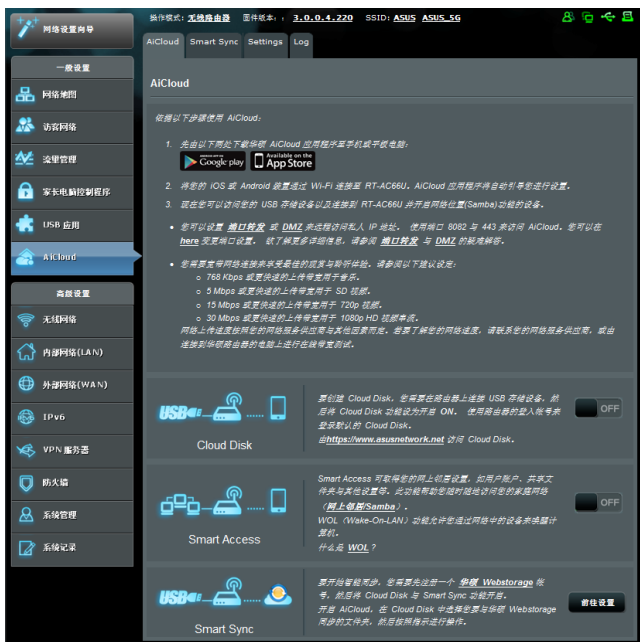 网络设置向导
操作模式: 无线路由器 固件版本: : 3.0.0.4.220 SSID: ASUS ASUS_5G
AiCloud Smart Sync Settings Log
一般设置
网络地图
访客网络
流量管理
家长电脑控制程序
USB 应用
AiCloud
高级设置
无线网络
内部网络(LAN)
外部网络(WAN)
IPv6
VPN 服务器
防火墙
系统管理
系统记录
AiCloud
依据以下步骤使用 AiCloud:
1. 先由以下两处下载华硕 AiCloud 应用程序至手机或平板电脑:
ANDROID APP ON
Google play
Available on the
App Store
2. 将您的 iOS 或 Android 装置通过 Wi-Fi 连接至 RT-AC66U。AiCloud 应用程序将自动引导您进行设置。
3. 现在您可以访问您的 USB 存储设备以及连接到 RT-AC66U 并开启网络位置(Samba)功能的设备。
• 您可以设置 端口转发 或 DMZ 来远程访问私人 IP 地址。 使用端口 8082 与 443 来访问 AiCloud。您可以在
here 变更端口设置。 欲了解更多详细信息，请参阅 端口转发 与 DMZ 的疑难解答。
• 您需要宽带网络连接来享受最佳的观赏与聆听体验。请参阅以下建议设定:
○ 768 Kbps 或更快速的上传带宽用于音乐。
○ 5 Mbps 或更快速的上传带宽用于 SD 视频。
○ 15 Mbps 或更快速的上传带宽用于 720p 视频。
○ 30 Mbps 或更快速的上传带宽用于 1080p HD 视频串流。
网络上传速度按照您的网络服务供应商与其他因素而定。若要了解您的网络速度，请联系您的网络服务供应商，或由
连接到华硕路由器的电脑上进行在线带宽测试。
USB
Cloud Disk
要创建 Cloud Disk，您需要在路由器上连接 USB 存储设备，然
后将 Cloud Disk 功能设为开启 ON。 使用路由器的登入帐号来
登录默认的 Cloud Disk。
由https://www.asusnetwork.net 访问 Cloud Disk。
OFF
Smart Access
Smart Access 可取得您的网上邻居设置，如用户账户、共享文
件夹与其他设置等。此功能帮助您随时随地访问您的家庭网络
（网上邻居/Samba）。
WOL（Wake-On-LAN）功能允许您通过网络中的设备来唤醒计
算机。
什么是 WOL？
OFF
USB
Smart Sync
要开始智能同步，您需要先注册一个 华硕 Webstorage 帐
号，然后将 Cloud Disk 与 Smart Sync 功能开启。
开启 AiCloud，在 Cloud Disk 中选择您要与华硕 Webstorage
同步的文件夹，然后按照指示进行操作。
前往设置